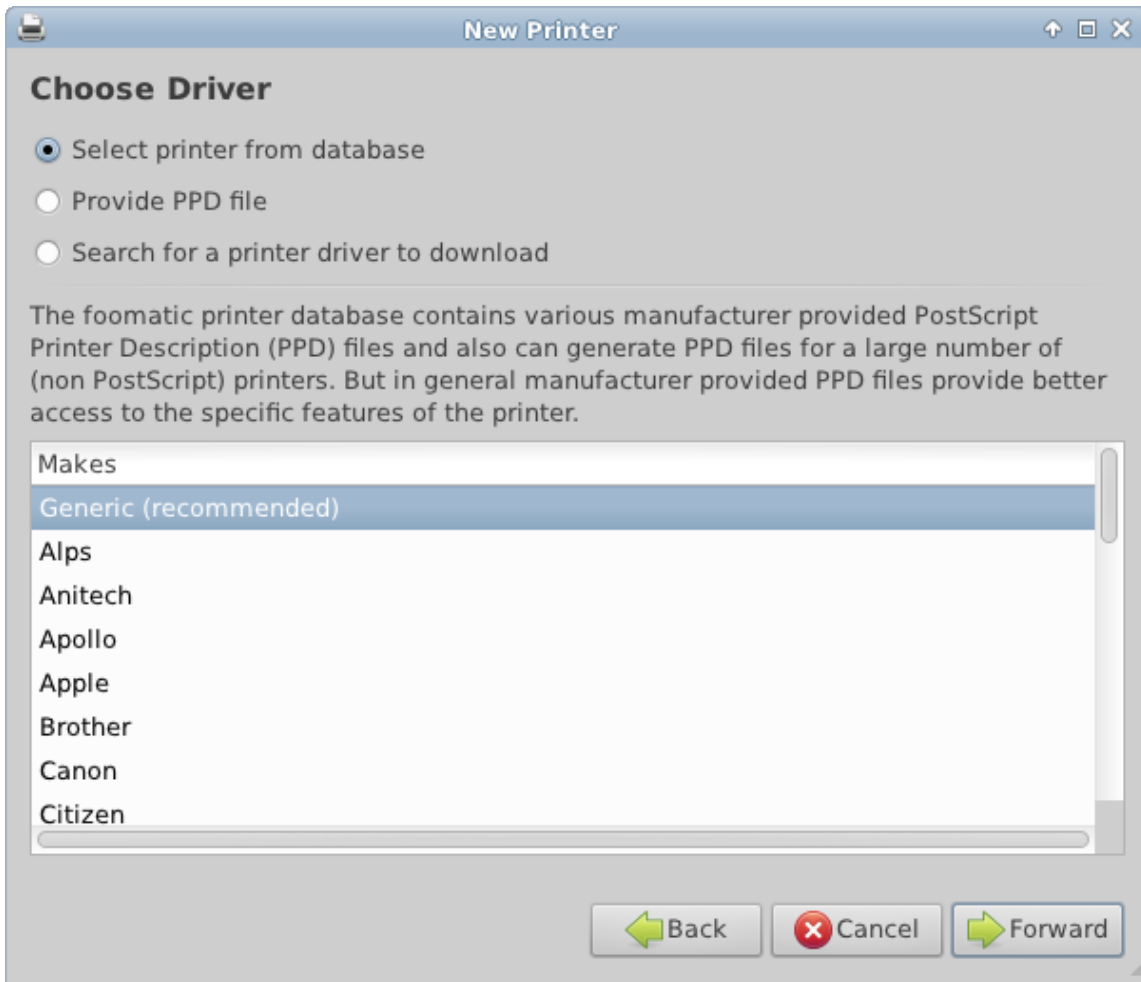 New Printer
Choose Driver
Select printer from database
Provide PPD file
Search for a printer driver to download
The foomatic printer database contains various manufacturer provided PostScript
Printer Description (PPD) files and also can generate PPD files for a large number of
(non PostScript) printers. But in general manufacturer provided PPD files provide better
access to the specific features of the printer.
Makes
Generic (recommended)
Alps
Anitech
Apollo
Apple
Brother
Canon
Citizen
Back Cancel Forward